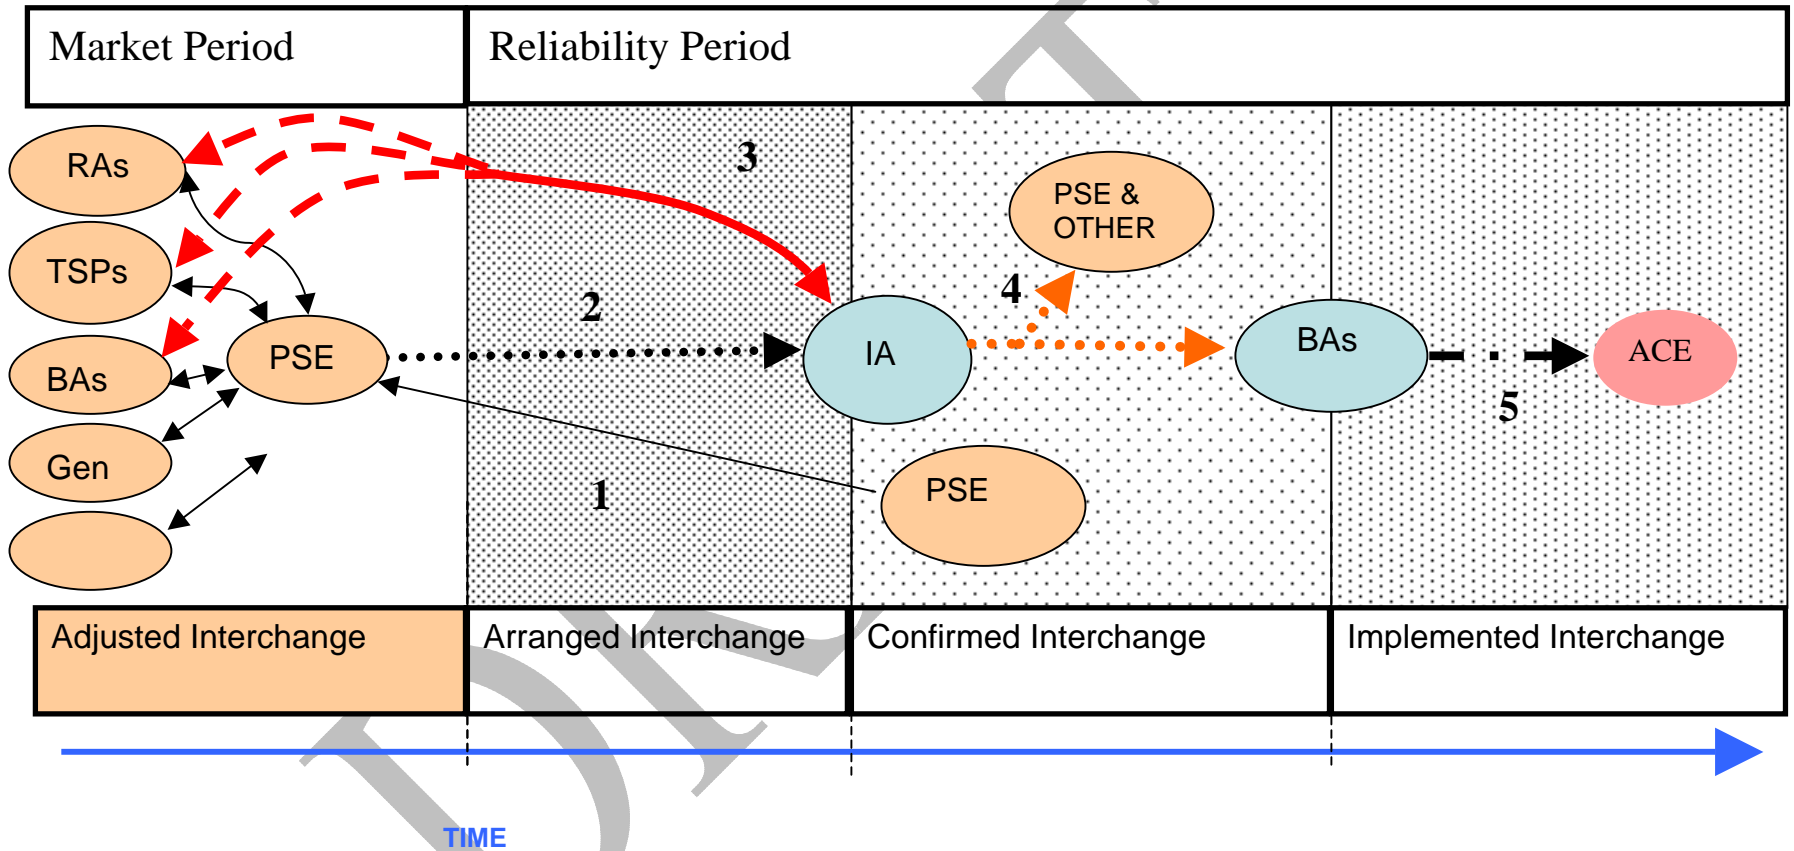 Market Period
Reliability Period
RAs
3
PSE &
OTHER
TSPs
2
4
PSE
IA
BAs
ACE
BAs
5
Gen
1
PSE
Adjusted Interchange
Arranged Interchange
Confirmed Interchange
Implemented Interchange
TIME
DRAFT